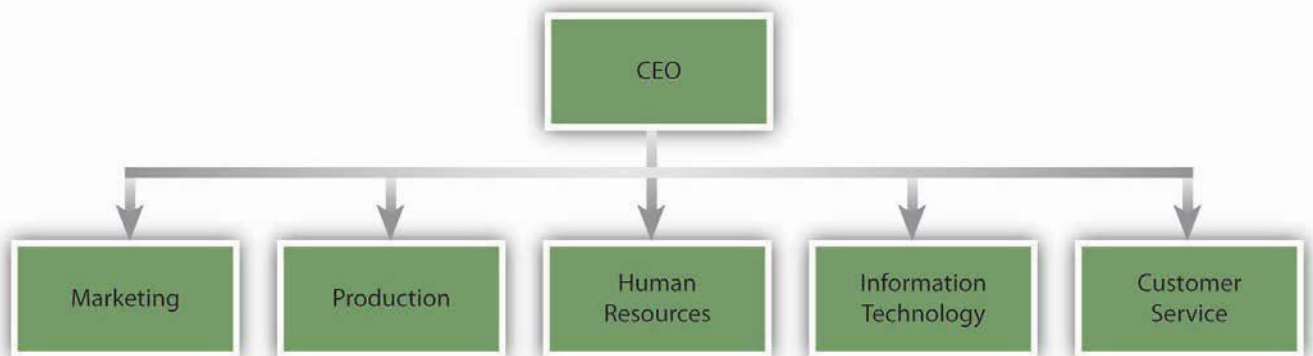 CEO
Marketing
Production
Human
Resources
Information
Technology
Customer
Service